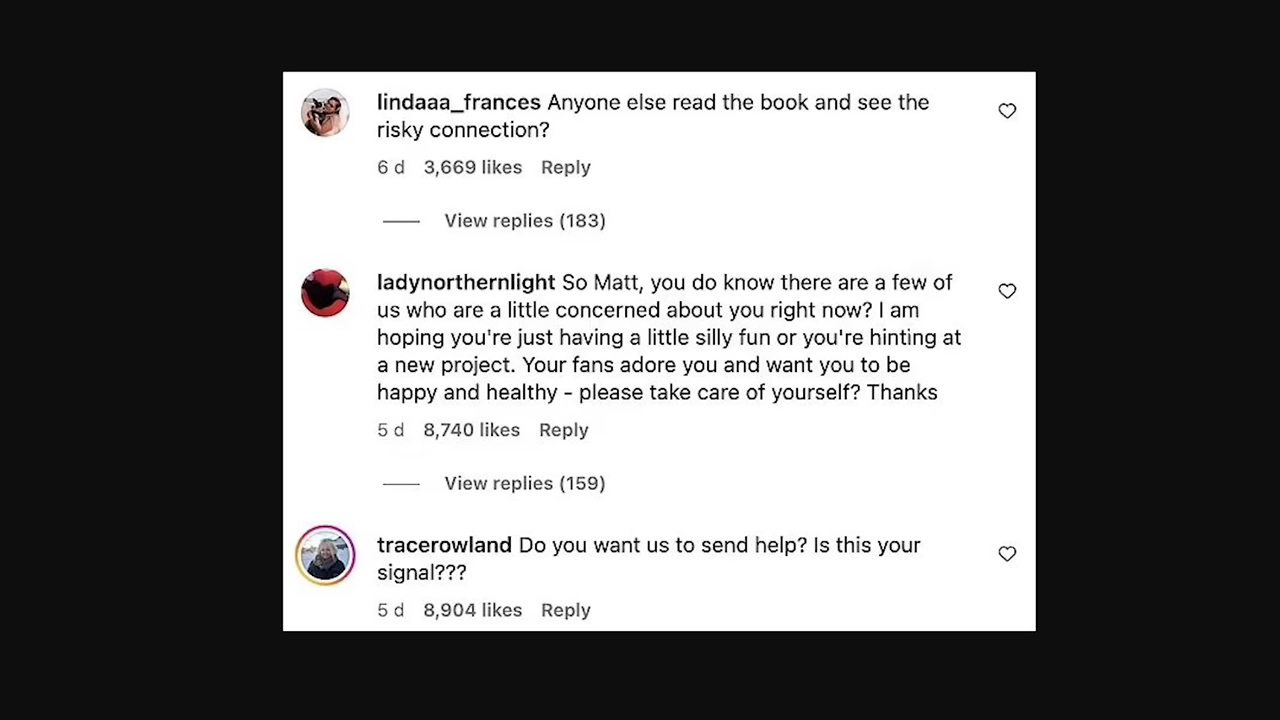 lindaaa_frances Anyone else read the book and see the
risky connection?
6 d 3,669 likes Reply
View replies (183)
ladynorthernlight So Matt, you do know there are a few of
us who are a little concerned about you right now? I am
hoping you're just having a little silly fun or you're hinting at
a new project. Your fans adore you and want you to be
happy and healthy - please take care of yourself? Thanks
5 d 8,740 likes Reply
View replies (159)
tracerowland Do you want us to send help? Is this your
signal???
5 d 8,904 likes Reply